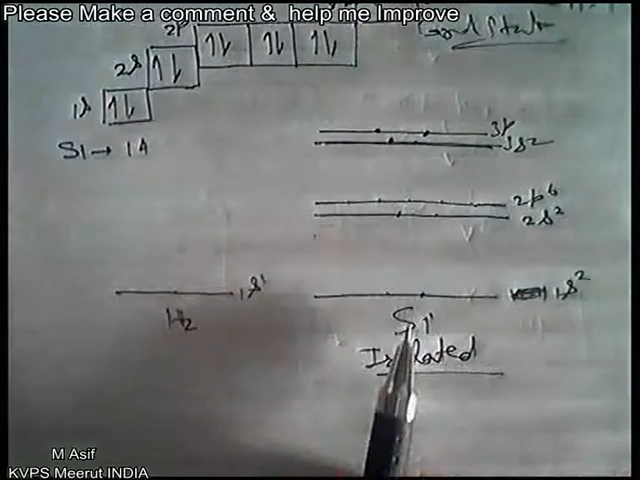 Please Make a comment & help me Improve
2p
2s
1s
Si → 14
3p
3s2
2p6
2s2
1s1
1s2
H2
Si
Isolated
M Asif
KVPS Meerut INDIA